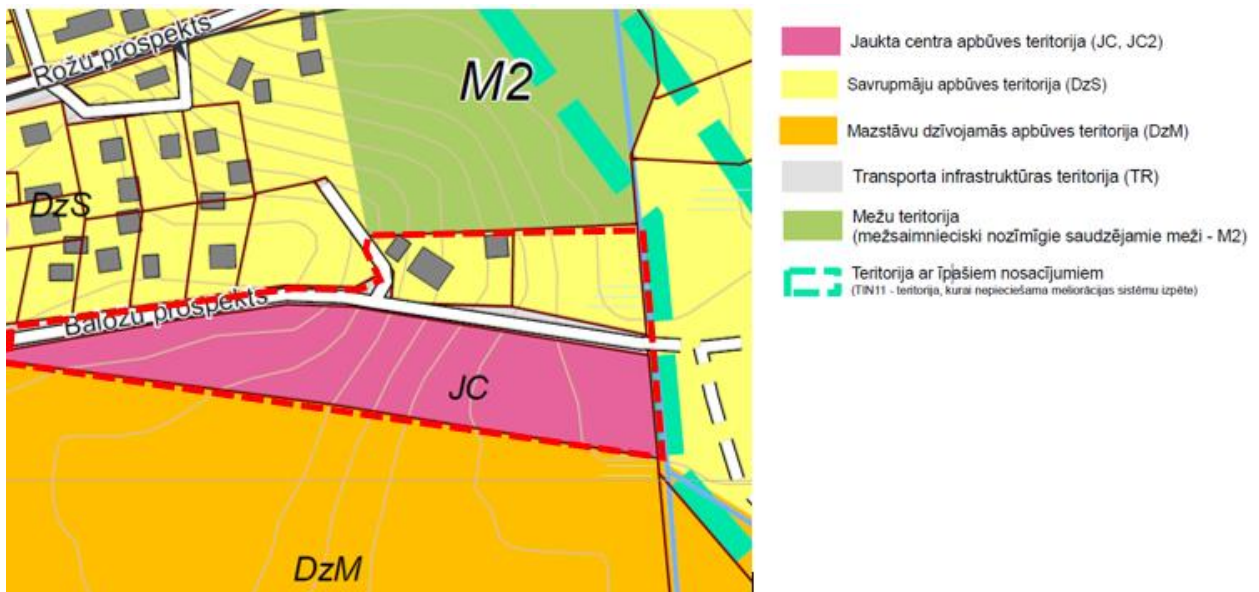 Rožu prospekts
M2
DzS
Baložu prospekts
JC
DzM
Jaukta centra apbūves teritorija (JC, JC2)
Savrupmāju apbūves teritorija (DzS)
Mazstāvu dzīvojamās apbūves teritorija (DzM)
Transporta infrastruktūras teritorija (TR)
Mežu teritorija
(mežsaimnieciski nozīmīgie saudzējamie meži - M2)
Teritorija ar īpašiem nosacījumiem
(TIN11 - teritorija, kurai nepieciešama meliorācijas sistēmu izpēte)